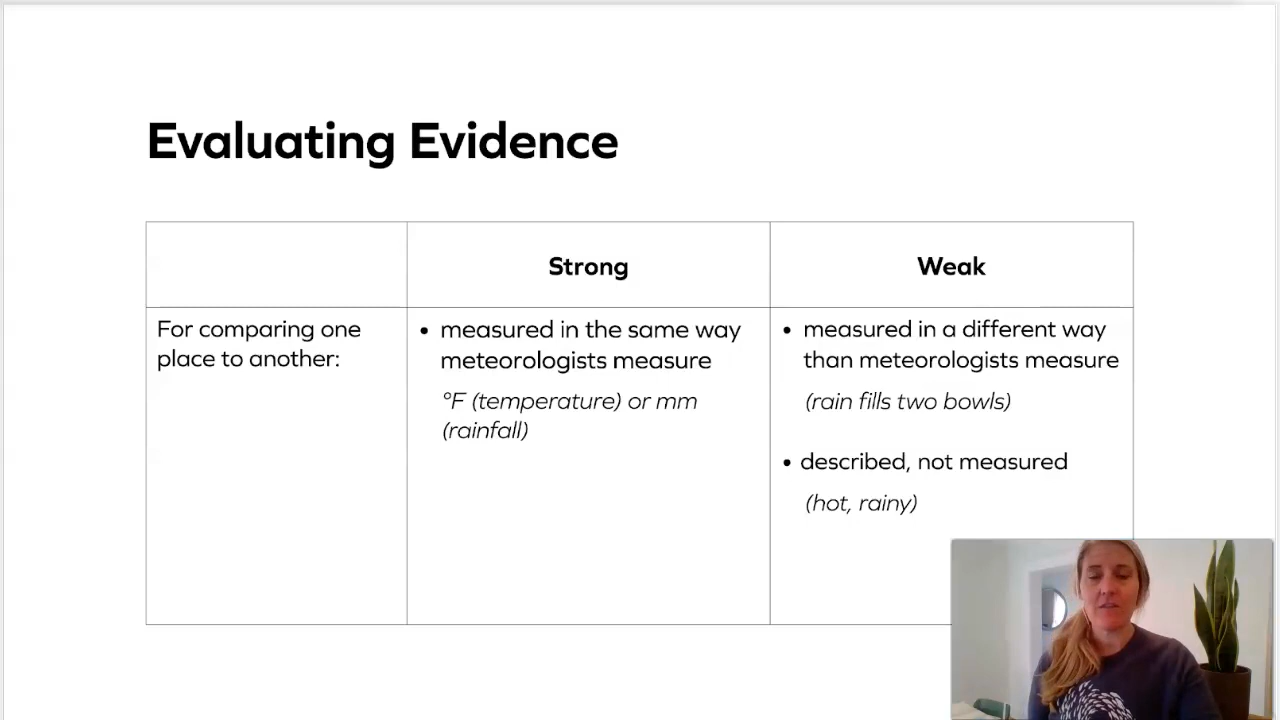 Evaluating Evidence
Strong
Weak
For comparing one
place to another:
• measured in the same way
meteorologists measure
°F (temperature) or mm
(rainfall)
• measured in a different way
than meteorologists measure
(rain fills two bowls)
• described, not measured
(hot, rainy)